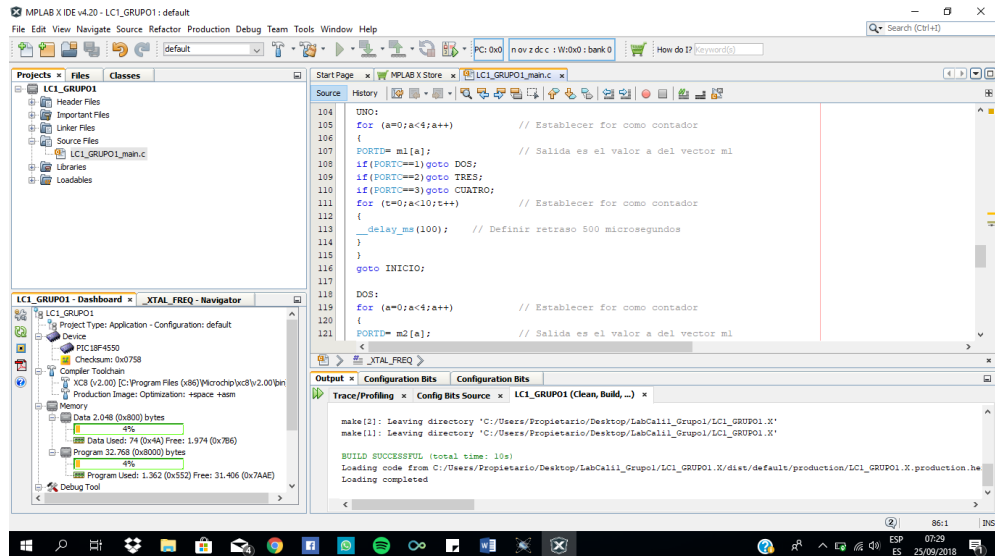 MPLAB X IDE v4.20 - LC1_GRUPO1 : default
File Edit View Navigate Source Refactor Production Debug Team Tools Window Help
Search (Ctrl+I)
default
PC: 0x0
n ov z dc c : W:0x0 : bank 0
How do I?
Keyword(s)
Projects × Files Classes
LC1_GRUPO1
Header Files
Important Files
Linker Files
Source Files
LC1_GRUPO1_main.c
Libraries
Loadables
Start Page × MPLAB X Store × LC1_GRUPO1_main.c ×
Source History
104 UNO:
105 for (a=0;a<4;a++) // Establecer for como contador
106 {
107 PORTD= m1[a]; // Salida es el valor a del vector m1
108 if(PORTC==1)goto DOS;
109 if(PORTC==2)goto TRES;
110 if(PORTC==3)goto CUATRO;
111 for (t=0;a<10;t++) // Establecer for como contador
112 {
113 __delay_ms(100); // Definir retraso 500 microsegundos
114 }
115 }
116 goto INICIO;
117
118 DOS:
119 for (a=0;a<4;a++) // Establecer for como contador
120 {
121 PORTD= m2[a]; // Salida es el valor a del vector m1
_XTAL_FREQ
LC1_GRUPO1 - Dashboard × _XTAL_FREQ - Navigator
LC1_GRUPO1
Project Type: Application - Configuration: default
Device
PIC18F4550
Checksum: 0x0758
Compiler Toolchain
XC8 (v2.00) [C:\Program Files (x86)\Microchip\xc8\v2.00\bin
Production Image: Optimization: +space +asm
Memory
Data 2.048 (0x800) bytes
4%
Data Used: 74 (0x4A) Free: 1.974 (0x7B6)
Program 32.768 (0x8000) bytes
4%
Program Used: 1.362 (0x552) Free: 31.406 (0x7AAE)
Debug Tool
Output × Configuration Bits Configuration Bits
Trace/Profiling × Config Bits Source × LC1_GRUPO1 (Clean, Build, ...) ×
make[2]: Leaving directory 'C:/Users/Propietario/Desktop/LabCalil_Grupo1/LC1_GRUPO1.X'
make[1]: Leaving directory 'C:/Users/Propietario/Desktop/LabCalil_Grupo1/LC1_GRUPO1.X'
BUILD SUCCESSFUL (total time: 10s)
Loading code from C:/Users/Propietario/Desktop/LabCalil_Grupo1/LC1_GRUPO1.X/dist/default/production/LC1_GRUPO1.X.production.he
Loading completed
2
86:1
INS
ESP
ES
07:29
25/09/2018